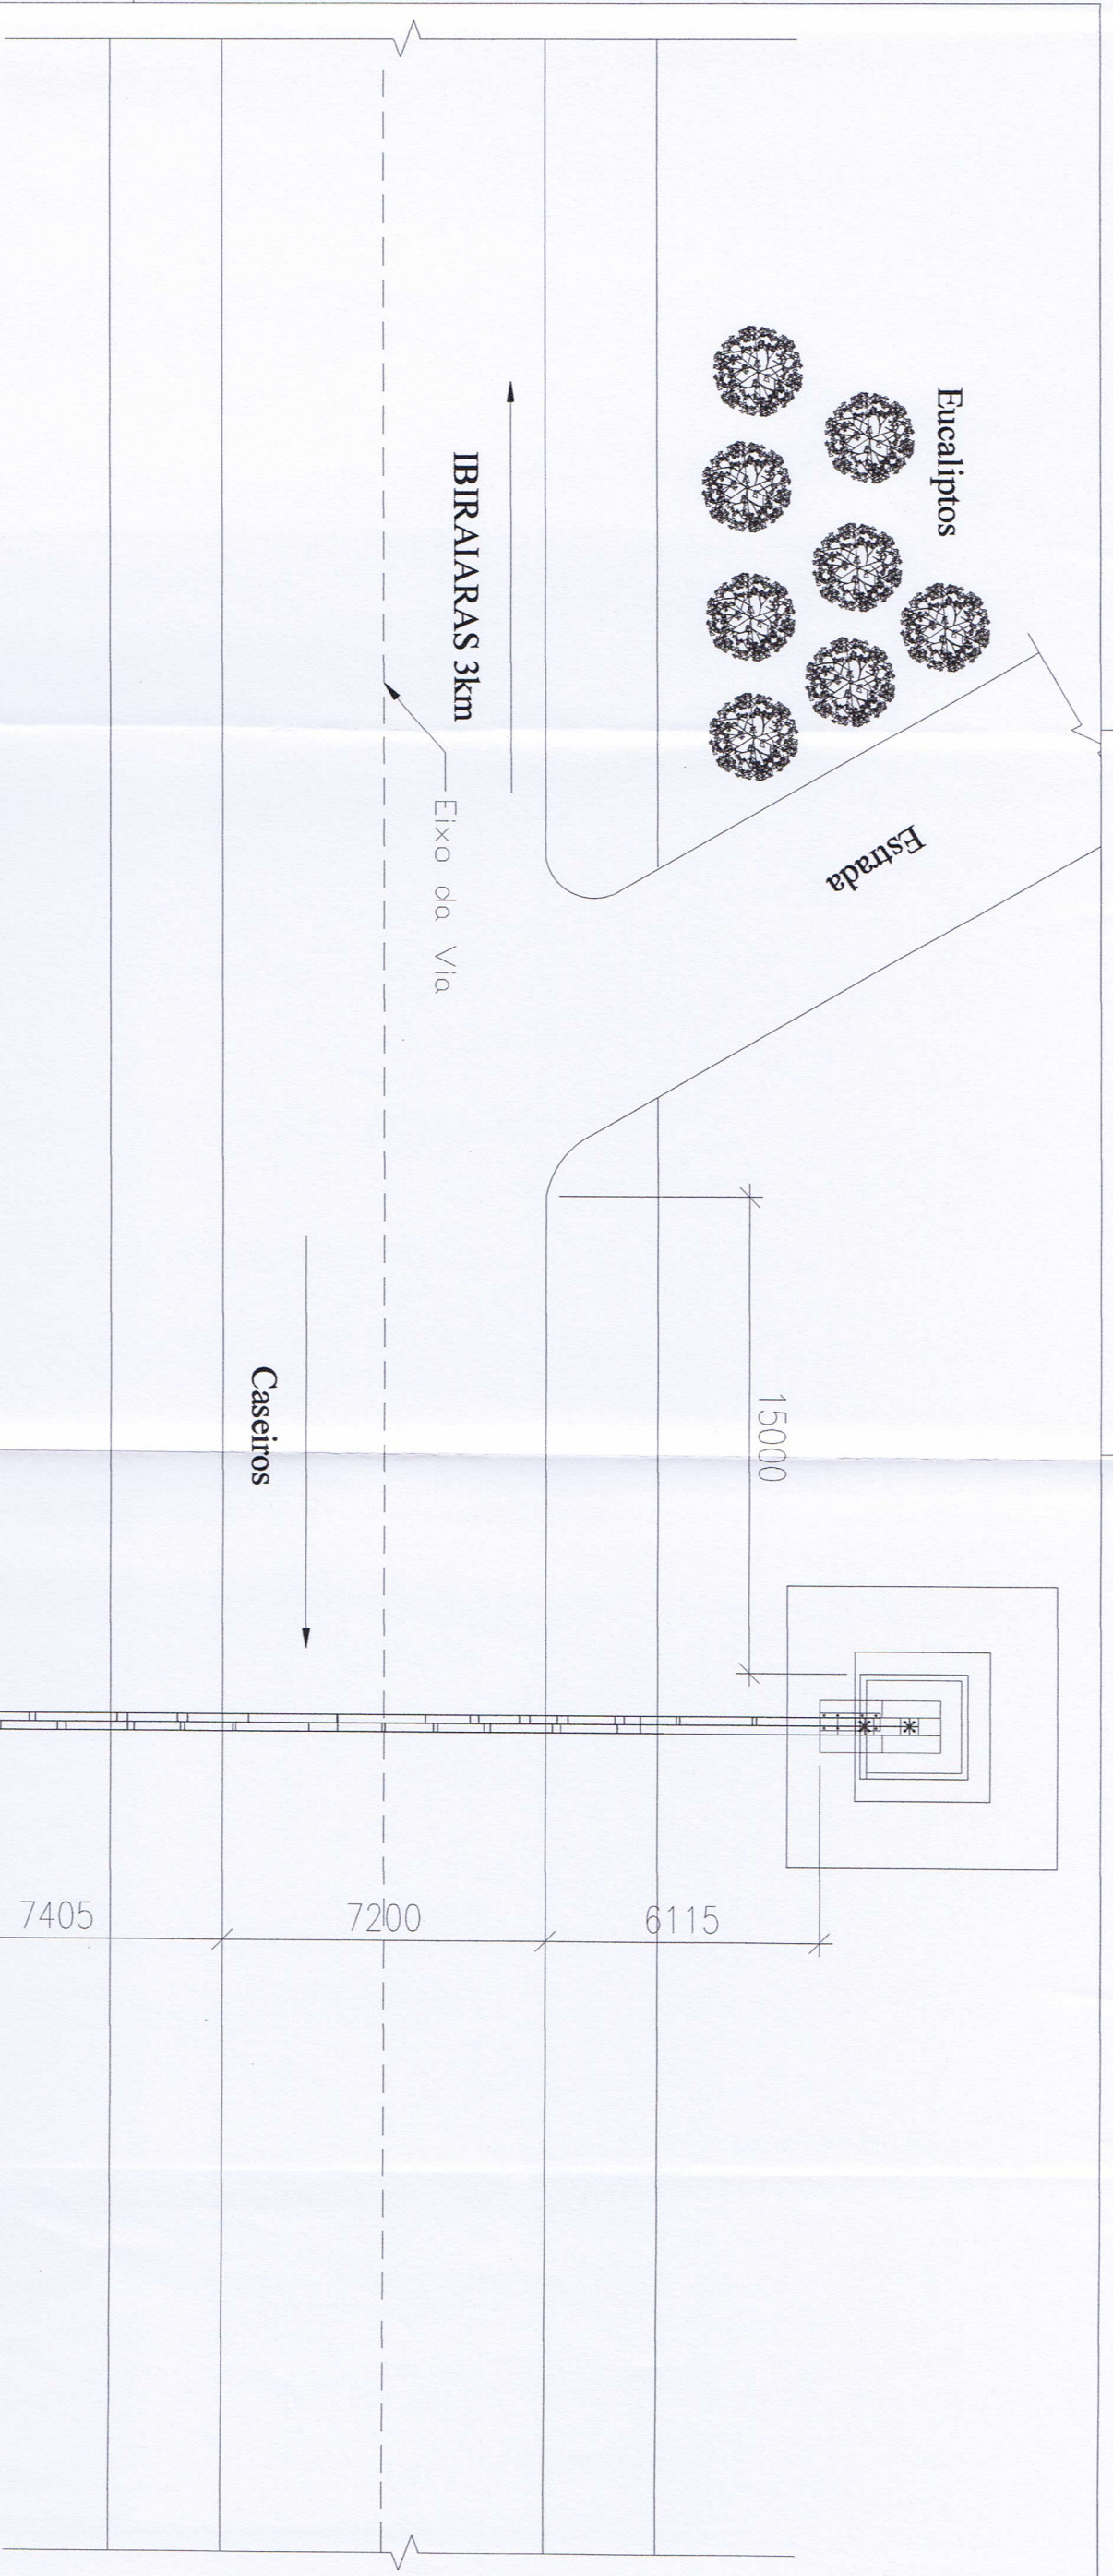 Eucaliptos
Estrada
IBIRAIARAS 3km
Eixo da Via
15000
Caseiros
7405
7200
6115